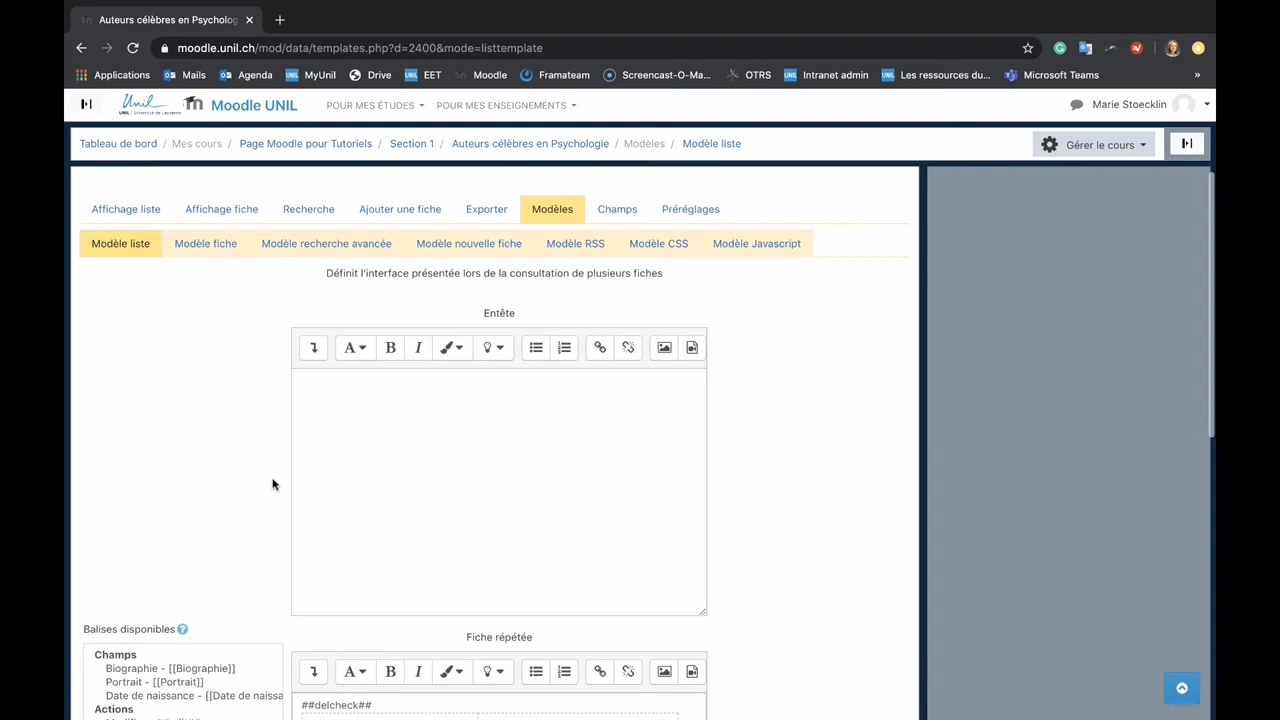 Auteurs célèbres en Psycholog
moodle.unil.ch/mod/data/templates.php?d=2400&mode=listtemplate
Applications Mails Agenda MyUnil Drive EET Moodle Framateam Screencast-O-Ma... OTRS Intranet admin Les ressources du... Microsoft Teams »
Unil
UNIL | Université de Lausanne
Moodle UNIL POUR MES ÉTUDES POUR MES ENSEIGNEMENTS Marie Stoecklin
Tableau de bord / Mes cours / Page Moodle pour Tutoriels / Section 1 / Auteurs célèbres en Psychologie / Modèles / Modèle liste Gérer le cours
Affichage liste Affichage fiche Recherche Ajouter une fiche Exporter Modèles Champs Préréglages
Modèle liste Modèle fiche Modèle recherche avancée Modèle nouvelle fiche Modèle RSS Modèle CSS Modèle Javascript
Définit l'interface présentée lors de la consultation de plusieurs fiches
Entête
A B I
Balises disponibles ?
Fiche répétée
A B I
Champs
Biographie - [[Biographie]]
Portrait - [[Portrait]]
Date de naissance - [[Date de naissa
Actions
##delcheck##